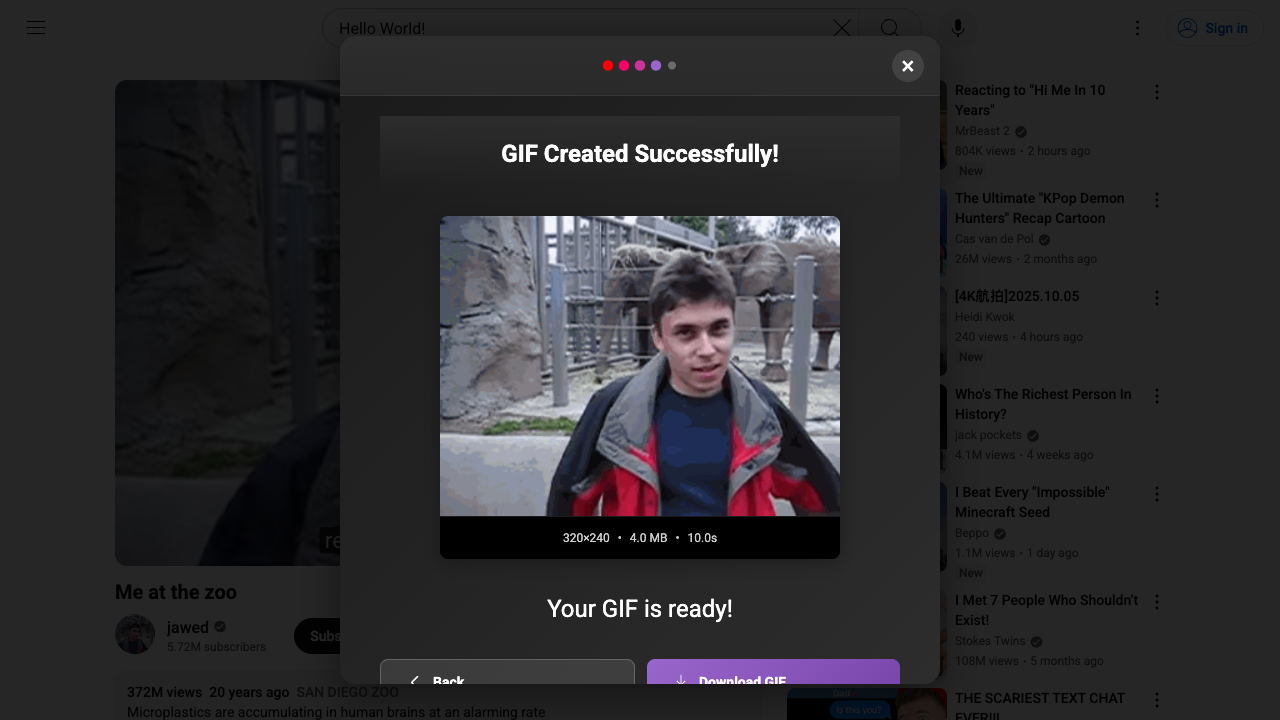 Hello World!
Sign in
GIF Created Successfully!
320×240 • 4.0 MB • 10.0s
Your GIF is ready!
Back
Download GIF
re
Me at the zoo
jawed
5.72M subscribers
Subs
372M views 20 years ago SAN DIEGO ZOO
Microplastics are accumulating in human brains at an alarming rate
Reacting to "Hi Me In 10
Years"
MrBeast 2
804K views • 2 hours ago
New
The Ultimate "KPop Demon
Hunters" Recap Cartoon
Cas van de Pol
26M views • 2 months ago
[4K航拍]2025.10.05
Heidi Kwok
240 views • 4 hours ago
New
Who's The Richest Person In
History?
jack pockets
4.1M views • 4 weeks ago
I Beat Every "Impossible"
Minecraft Seed
Beppo
1.1M views • 1 day ago
New
I Met 7 People Who Shouldn't
Exist!
Stokes Twins
108M views • 5 months ago
Dad
Is this you?
THE SCARIEST TEXT CHAT
EVER!!!